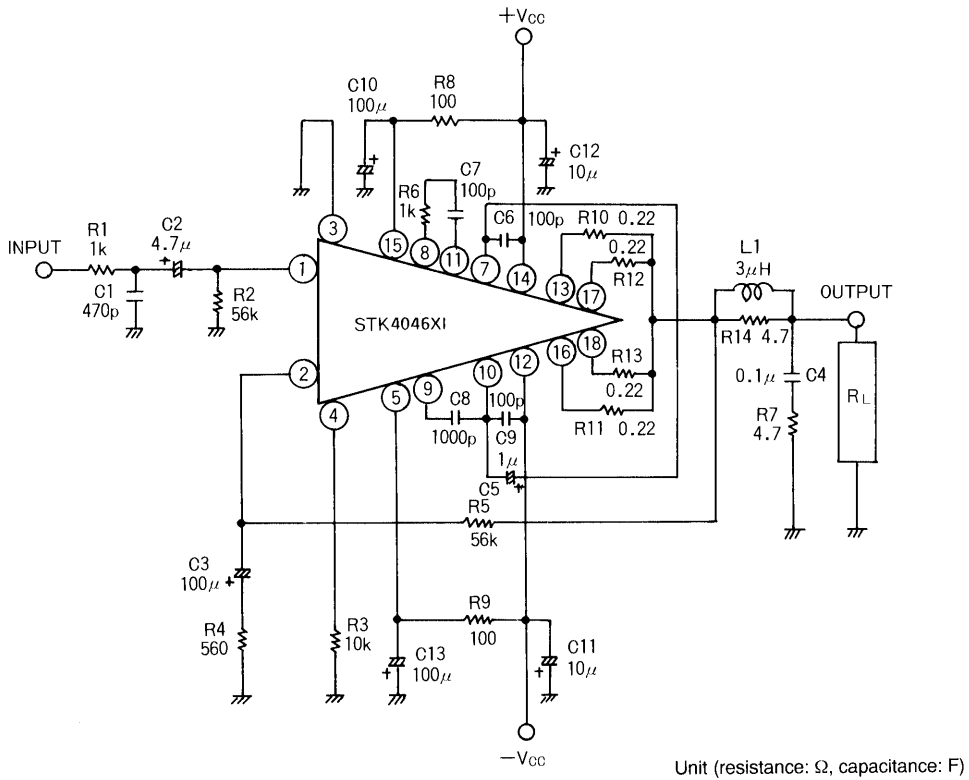 +Vcc
C10
100μ
R8
100
C12
10μ
C7
100p
R6
1k
C6
100p
R10 0.22
0.22
R12
3
15
8
11
7
14
13
17
INPUT
R1
1k
C2
4.7μ
+
1
C1
470p
R2
56k
STK4046XI
L1
3μH
OUTPUT
R14 4.7
2
4
5
9
10
12
16
18
R13
0.22
R11 0.22
C8
1000p
100p
C9
1μ
C5
+
0.1μ C4
R7
4.7
RL
R5
56k
C3
100μ
+
R4
560
R3
10k
R9
100
C13
100μ
+
C11
10μ
+
−Vcc
Unit (resistance: Ω, capacitance: F)